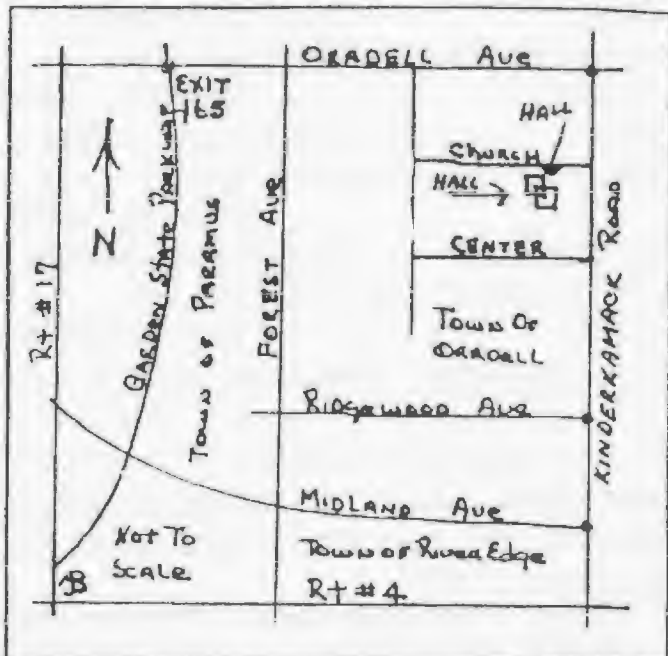 ORADELL AVE
EXIT
165
HALL
CHURCH
HALL
CENTER
N
GARDEN STATE PARKWAY
TOWN OF PARAMUS
FOREST AVE
Rt #17
KINDERKAMACK ROAD
TOWN OF
ORADELL
RIDGEWOOD AVE
MIDLAND AVE
NOT TO
SCALE
TOWN OF RIVER EDGE
Rt #4